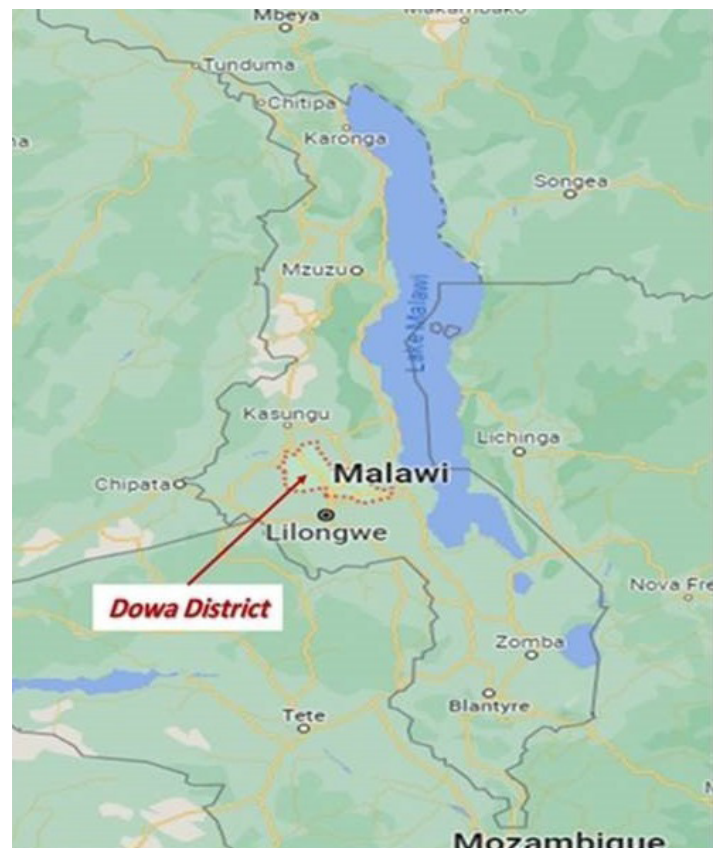 Mbeya
Tunduma
Chitipa
Karonga
Songea
Mzuzu
Lake Malawi
Kasungu
Lichinga
Malawi
Chipata
Lilongwe
Dowa District
Nova Fre
Zomba
Blantyre
Tete
Mozambique